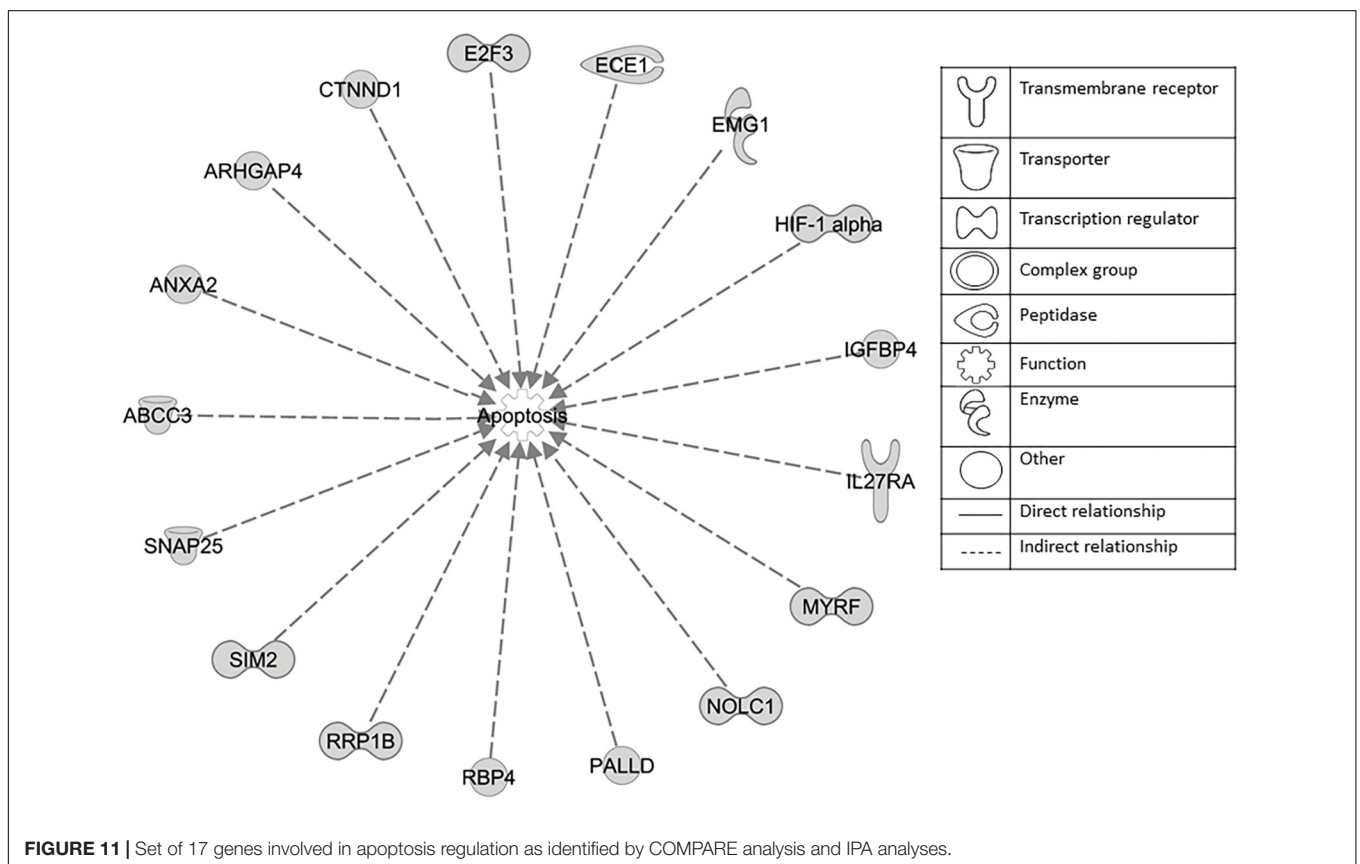 E2F3
ECE1
CTNND1
EMG1
ARHGAP4
HIF-1 alpha
ANXA2
IGFBP4
ABCC3
Apoptosis
IL27RA
SNAP25
MYRF
SIM2
NOLC1
RRP1B
RBP4
PALLD
Transmembrane receptor
Transporter
Transcription regulator
Complex group
Peptidase
Function
Enzyme
Other
Direct relationship
Indirect relationship
FIGURE 11 | Set of 17 genes involved in apoptosis regulation as identified by COMPARE analysis and IPA analyses.